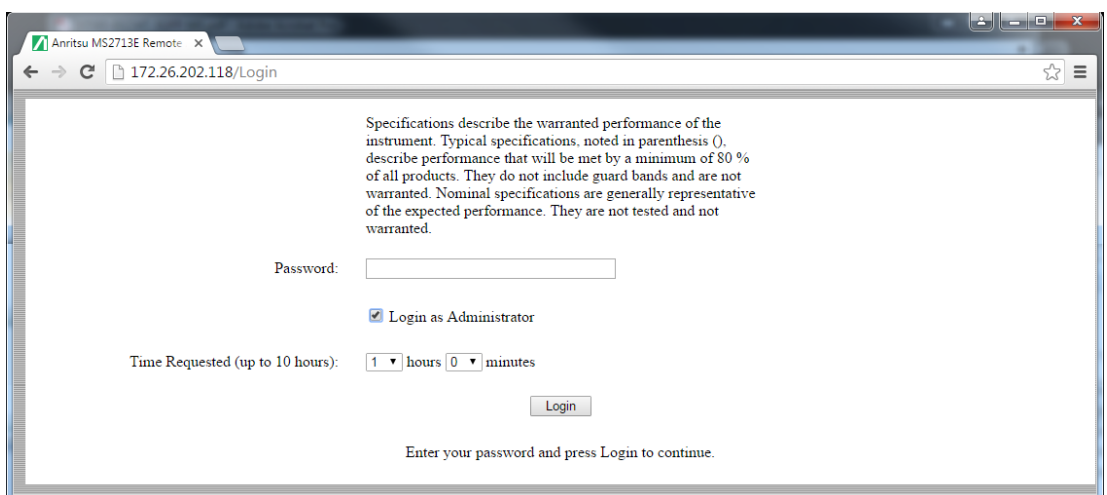 Anritsu MS2713E Remote
172.26.202.118/Login
Specifications describe the warranted performance of the
instrument. Typical specifications, noted in parenthesis (),
describe performance that will be met by a minimum of 80 %
of all products. They do not include guard bands and are not
warranted. Nominal specifications are generally representative
of the expected performance. They are not tested and not
warranted.
Password:
Login as Administrator
Time Requested (up to 10 hours): 1 hours 0 minutes
Login
Enter your password and press Login to continue.